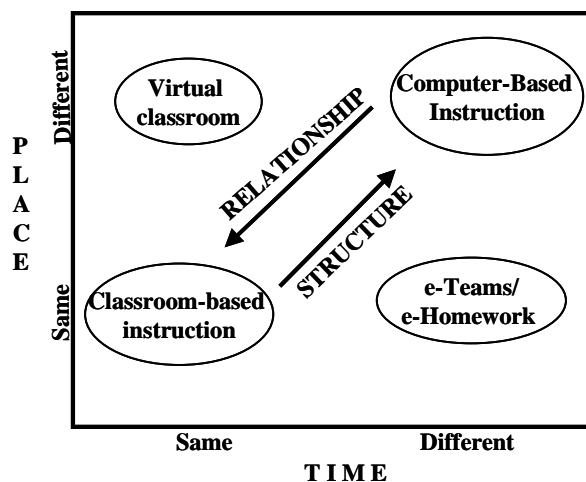 Different
Virtual
classroom
Computer-Based
Instruction
RELATIONSHIP
STRUCTURE
P
L
A
C
E
Same
Classroom-based
instruction
e-Teams/
e-Homework
Same
Different
T I M E